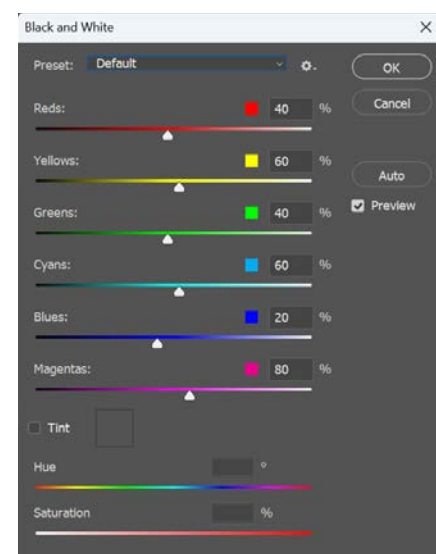 Black and White
Preset: Default
OK
Reds: 40 %
Cancel
Yellows: 60 %
Auto
Greens: 40 %
Preview
Cyans: 60 %
Blues: 20 %
Magentas: 80 %
Tint
Hue °
Saturation %